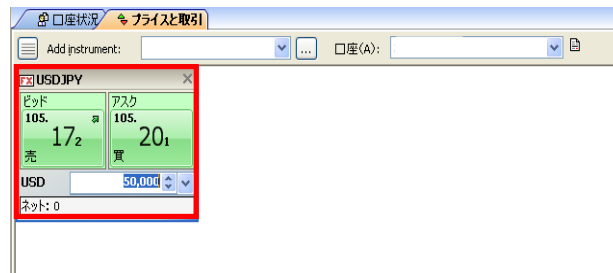 口座状況 プライスと取引
Add instrument: ... 口座(A):
FX USDJPY
ビッド アスク
105. 105.
17₂ 20₁
売 買
USD 50,000
ネット: 0